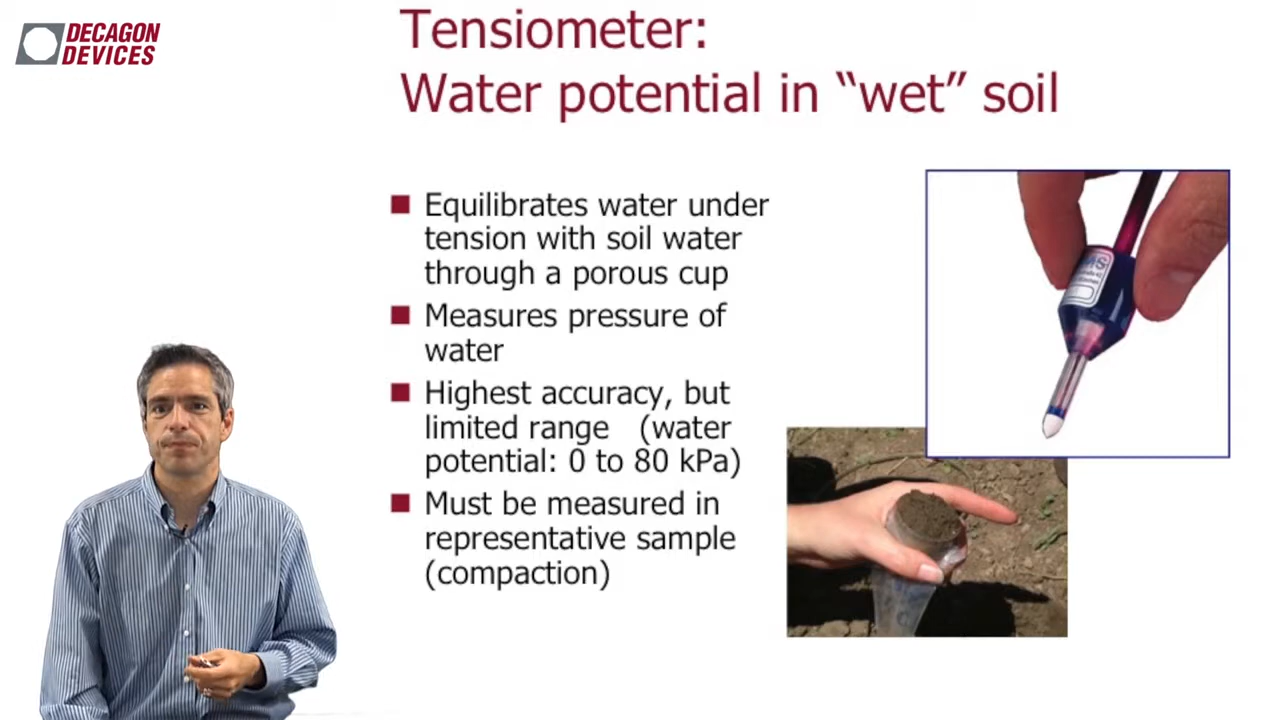 DECAGON
DEVICES
Tensiometer:
Water potential in “wet” soil
Equilibrates water under
tension with soil water
through a porous cup
Measures pressure of
water
Highest accuracy, but
limited range (water
potential: 0 to 80 kPa)
Must be measured in
representative sample
(compaction)